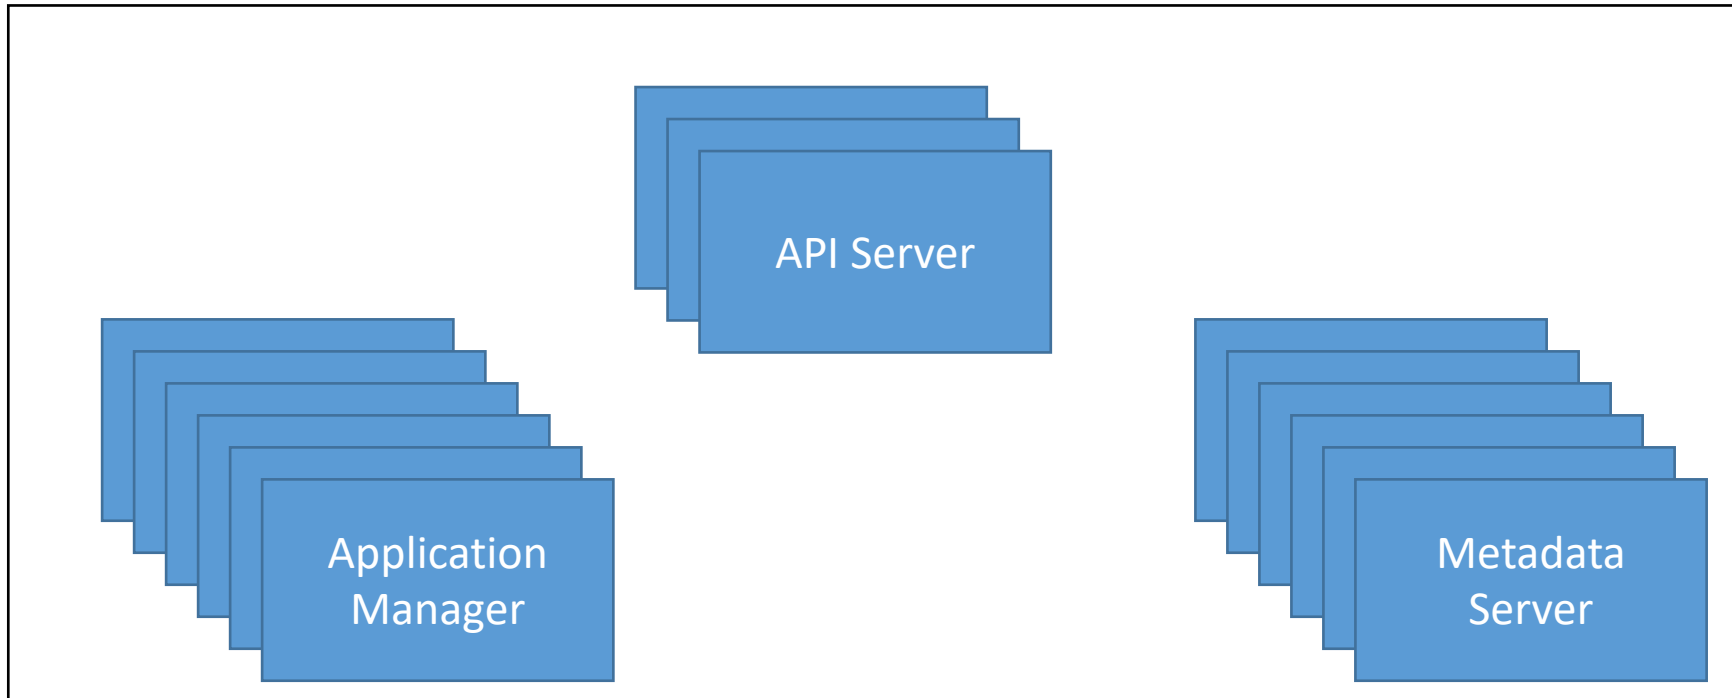 API Server
Application
Manager
Metadata
Server